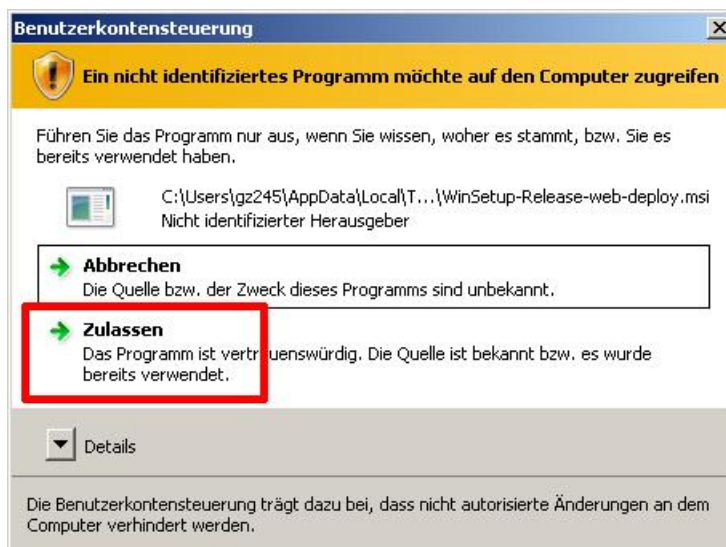 Benutzerkontensteuerung
Ein nicht identifiziertes Programm möchte auf den Computer zugreifen
Führen Sie das Programm nur aus, wenn Sie wissen, woher es stammt, bzw. Sie es
bereits verwendet haben.
C:\Users\gz245\AppData\Local\T...\WinSetup-Release-web-deploy.msi
Nicht identifizierter Herausgeber
Abbrechen
Die Quelle bzw. der Zweck dieses Programms sind unbekannt.
Zulassen
Das Programm ist vertrauenswürdig. Die Quelle ist bekannt bzw. es wurde
bereits verwendet.
Details
Die Benutzerkontensteuerung trägt dazu bei, dass nicht autorisierte Änderungen an dem
Computer verhindert werden.